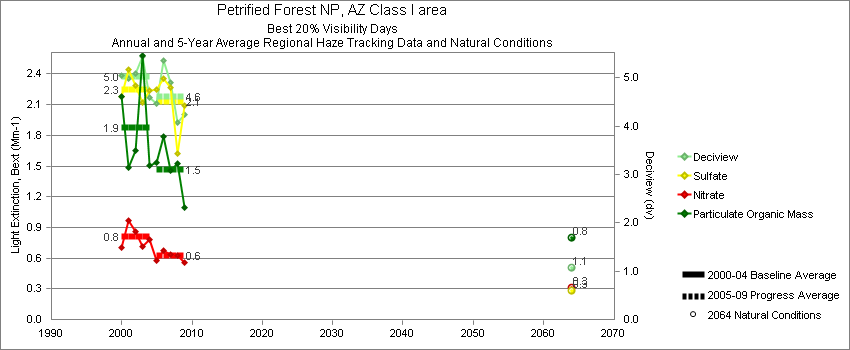 Petrified Forest NP, AZ Class I area
Best 20% Visibility Days
Annual and 5-Year Average Regional Haze Tracking Data and Natural Conditions
Light Extinction, Bext (Mm-1)
2.4
2.1
1.8
1.5
1.2
0.9
0.6
0.3
0.0
5.0
2.3
1.9
0.8
4.6
2.1
1.5
0.6
0.8
1.1
0.3
0.3
5.0
4.0
3.0
2.0
1.0
0.0
Deciview (dv)
1990 2000 2010 2020 2030 2040 2050 2060 2070
Deciview
Sulfate
Nitrate
Particulate Organic Mass
2000-04 Baseline Average
2005-09 Progress Average
2064 Natural Conditions